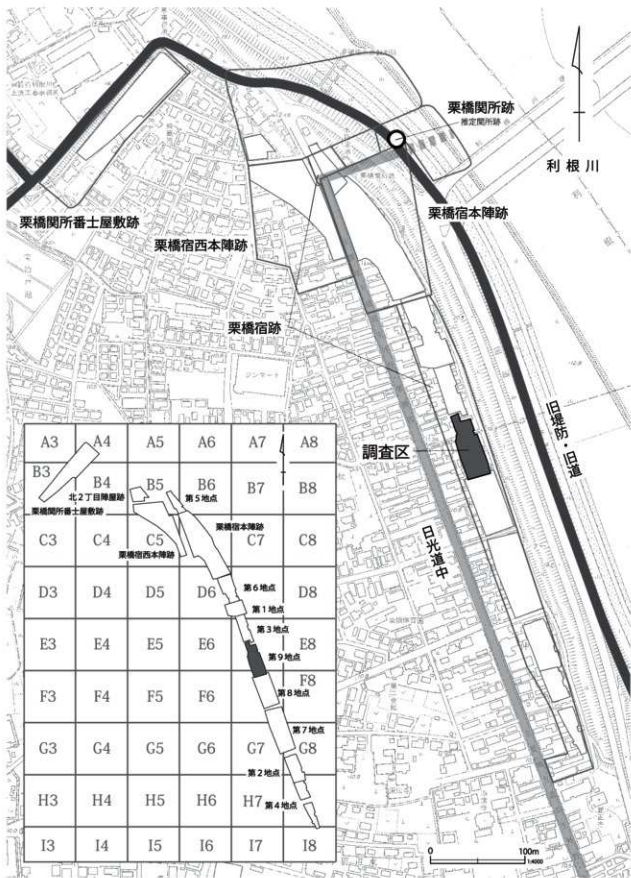 栗橋関所跡
推定関所跡
利根川
栗橋関所番士屋敷跡
栗橋宿西本陣跡
栗橋宿本陣跡
栗橋宿跡
ジンマート
調査区
旧堤防・旧道
日光道中
A3 A4 A5 A6 A7 A8
B3 B4 B5 B6 B7 B8
北2丁目陣屋跡
栗橋関所番士屋敷跡
第5地点
栗橋宿本陣跡
栗橋宿西本陣跡
C3 C4 C5 C7 C8
D3 D4 D5 D6 D8
第6地点
第1地点
第3地点
E3 E4 E5 E6 E8
第9地点
F3 F4 F5 F6 F8
第8地点
第7地点
G3 G4 G5 G6 G7 G8
第2地点
H3 H4 H5 H6 H7
第4地点
I3 I4 I5 I6 I7 I8
0 100m
1:4000